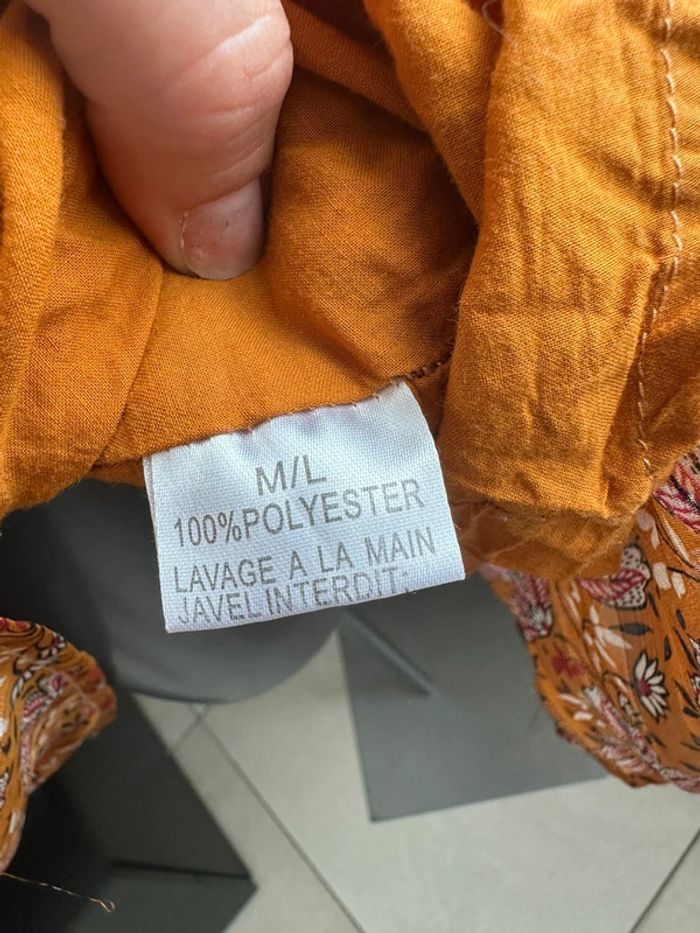 M/L
100%POLYESTER
LAVAGE A LA MAIN
JAVEL INTERDIT: